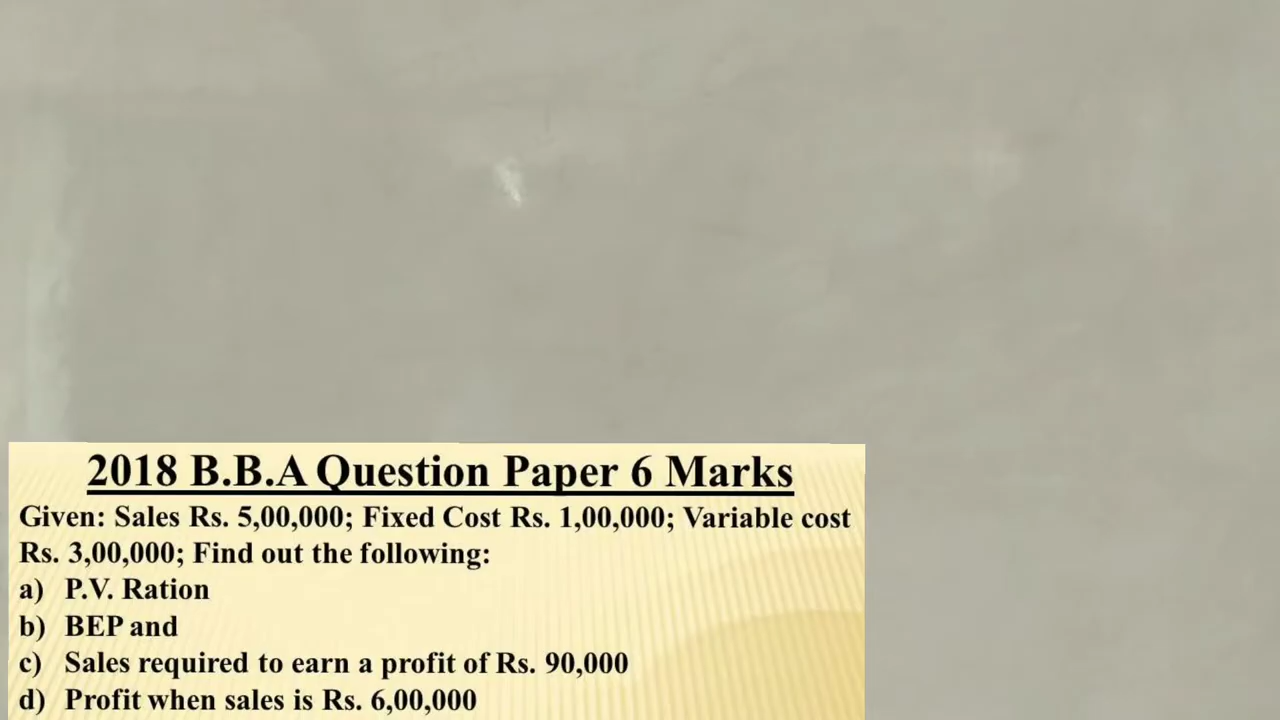 2018 B.B.A Question Paper 6 Marks
Given: Sales Rs. 5,00,000; Fixed Cost Rs. 1,00,000; Variable cost
Rs. 3,00,000; Find out the following:
a) P.V. Ration
b) BEP and
c) Sales required to earn a profit of Rs. 90,000
d) Profit when sales is Rs. 6,00,000